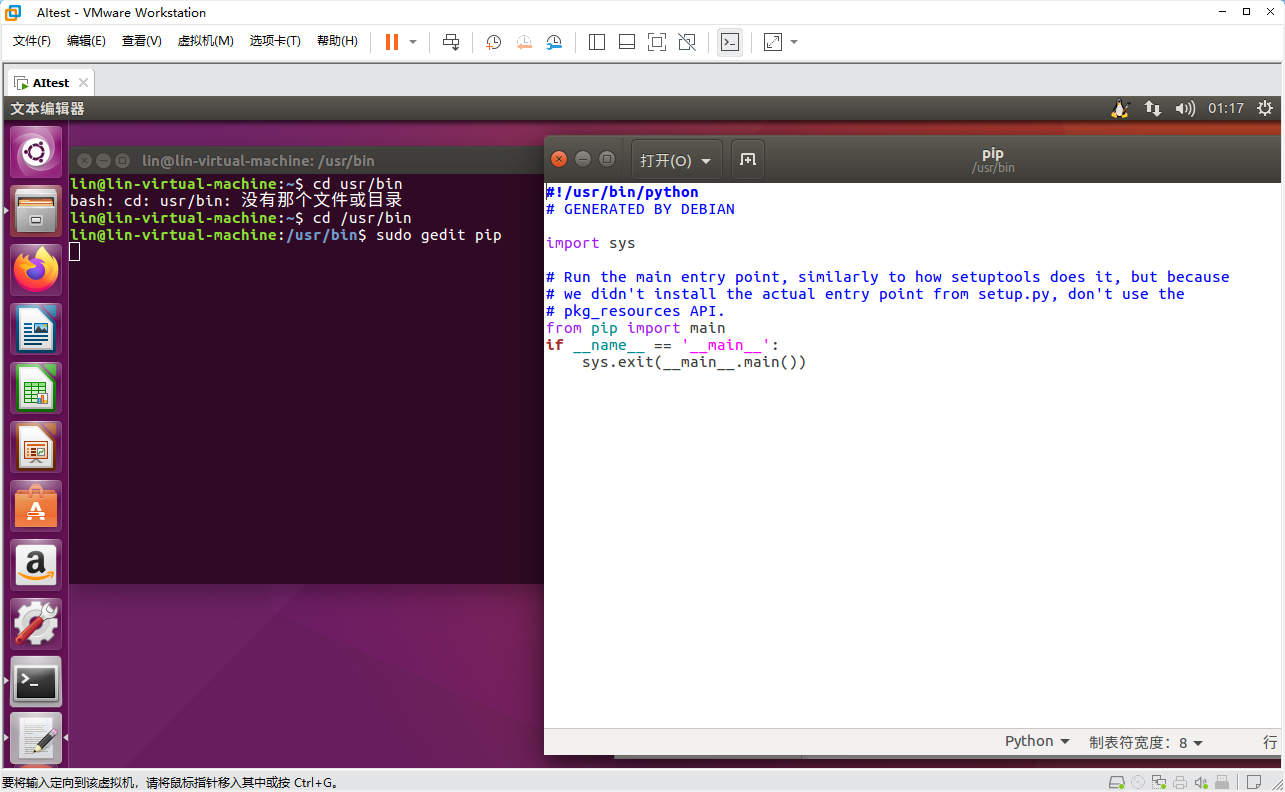 AItest - VMware Workstation
文件(F) 编辑(E) 查看(V) 虚拟机(M) 选项卡(T) 帮助(H)
AItest
文本编辑器 01:17
lin@lin-virtual-machine: /usr/bin
lin@lin-virtual-machine:~$ cd usr/bin
bash: cd: usr/bin: 没有那个文件或目录
lin@lin-virtual-machine:~$ cd /usr/bin
lin@lin-virtual-machine:/usr/bin$ sudo gedit pip
打开(O)
pip
/usr/bin
#!/usr/bin/python
# GENERATED BY DEBIAN
import sys
# Run the main entry point, similarly to how setuptools does it, but because
# we didn't install the actual entry point from setup.py, don't use the
# pkg_resources API.
from pip import main
if __name__ == '__main__':
    sys.exit(__main__.main())
Python 制表符宽度: 8 行
要将输入定向到该虚拟机，请将鼠标指针移入其中或按 Ctrl+G。